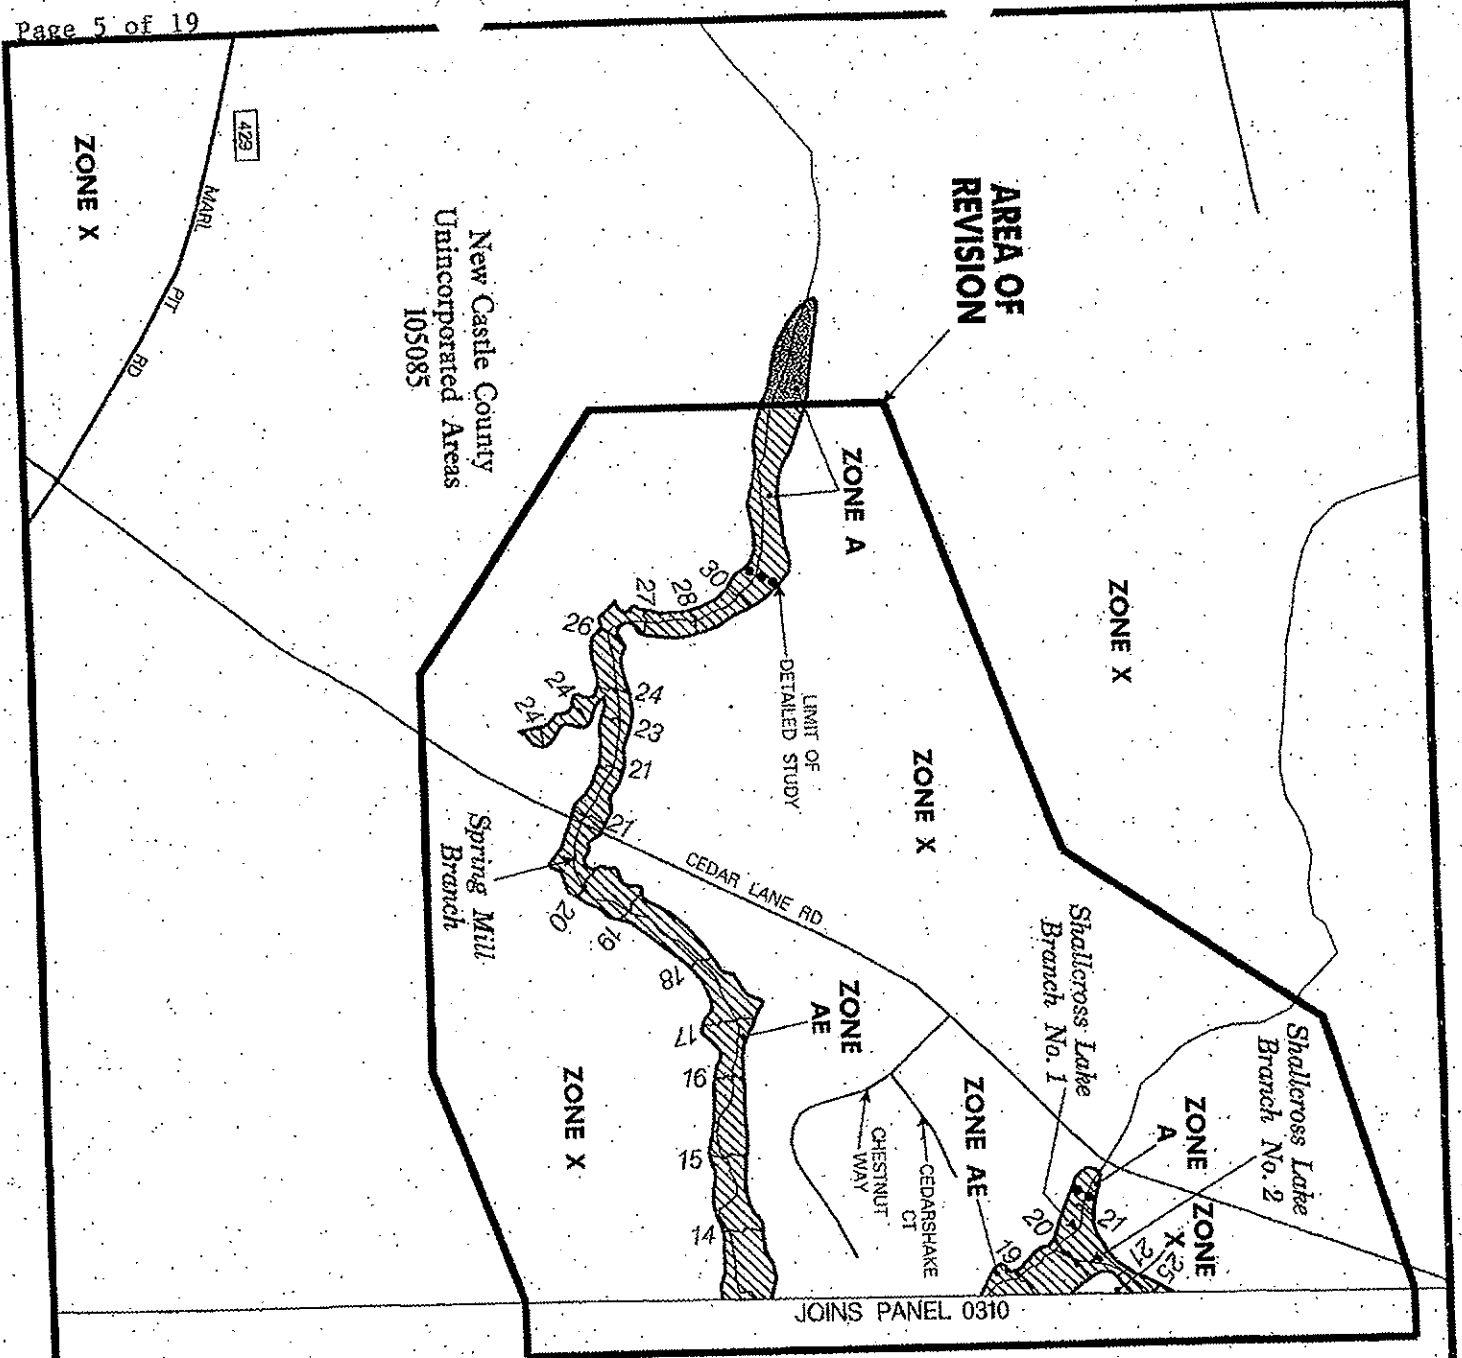 Page 5 of 19
429
ZONE X
MARL
PIT
RD
New Castle County
Unincorporated Areas
105085
AREA OF
REVISION
ZONE A
ZONE X
30
27
28
26
24
24
24
23
21
21
LIMIT OF
DETAILED STUDY
ZONE X
CEDAR LANE RD
Spring Mill
Branch
20
19
18
17
16
15
14
ZONE
AE
ZONE X
Shallcross Lake
Branch No. 1
Shallcross Lake
Branch No. 2
ZONE
A
ZONE AE
CHESTNUT
WAY
CEDARSHAKE
CT
ZONE
X
21
20
19
27
25
JOINS PANEL 0310